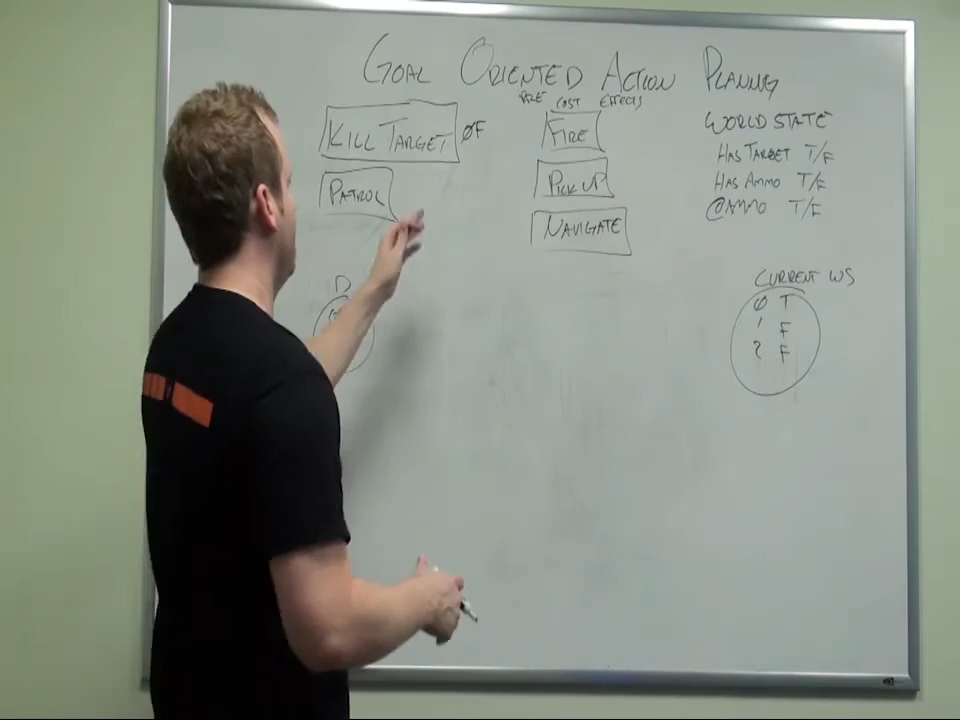 GOAL ORIENTED ACTION PLANNING
PRE COST EFFECTS
KILL TARGET ØF
PATROL
FIRE
PICK UP
NAVIGATE
WORLD STATE
HAS TARGET T/F
HAS AMMO T/F
@AMMO T/F
D
CURRENT WS
Ø T
1 F
2 F